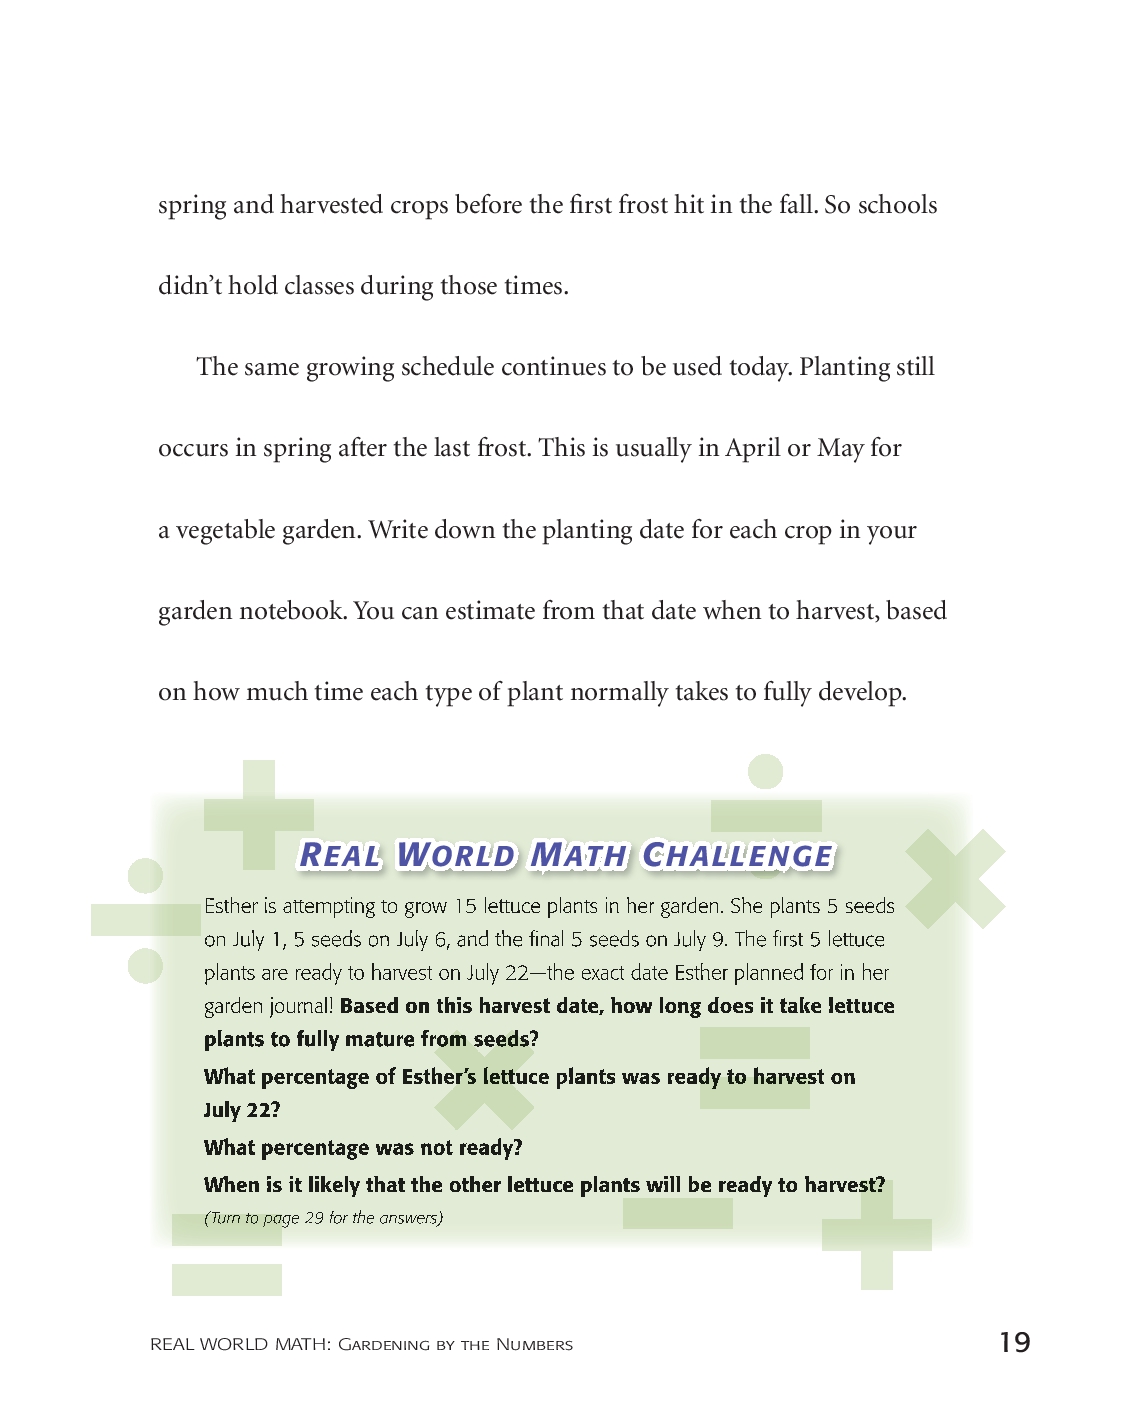 spring and harvested crops before the first frost hit in the fall. So schools
didn’t hold classes during those times.
The same growing schedule continues to be used today. Planting still
occurs in spring after the last frost. This is usually in April or May for
a vegetable garden. Write down the planting date for each crop in your
garden notebook. You can estimate from that date when to harvest, based
on how much time each type of plant normally takes to fully develop.
REAL WORLD MATH CHALLENGE
Esther is attempting to grow 15 lettuce plants in her garden. She plants 5 seeds
on July 1, 5 seeds on July 6, and the final 5 seeds on July 9. The first 5 lettuce
plants are ready to harvest on July 22—the exact date Esther planned for in her
garden journal! Based on this harvest date, how long does it take lettuce
plants to fully mature from seeds?
What percentage of Esther’s lettuce plants was ready to harvest on
July 22?
What percentage was not ready?
When is it likely that the other lettuce plants will be ready to harvest?
(Turn to page 29 for the answers)
REAL WORLD MATH: GARDENING BY THE NUMBERS 19